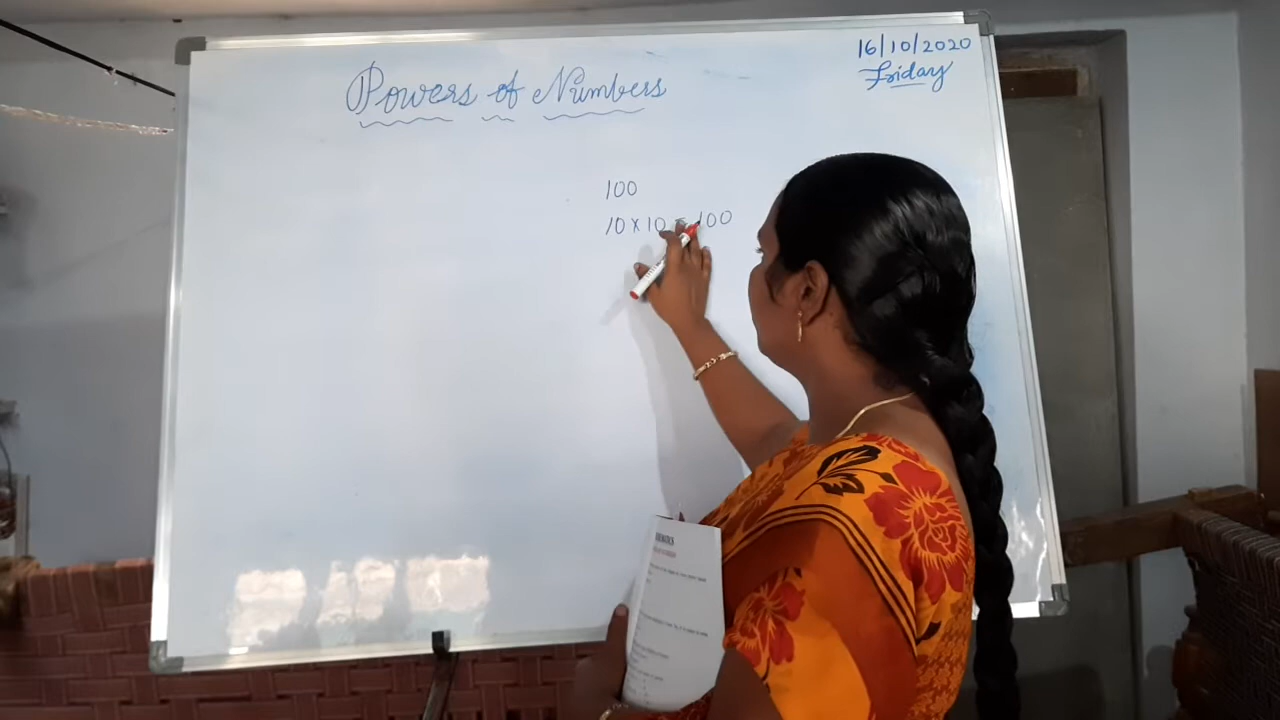 16/10/2020
Friday
Powers of Numbers
100
10 x 10 = 100